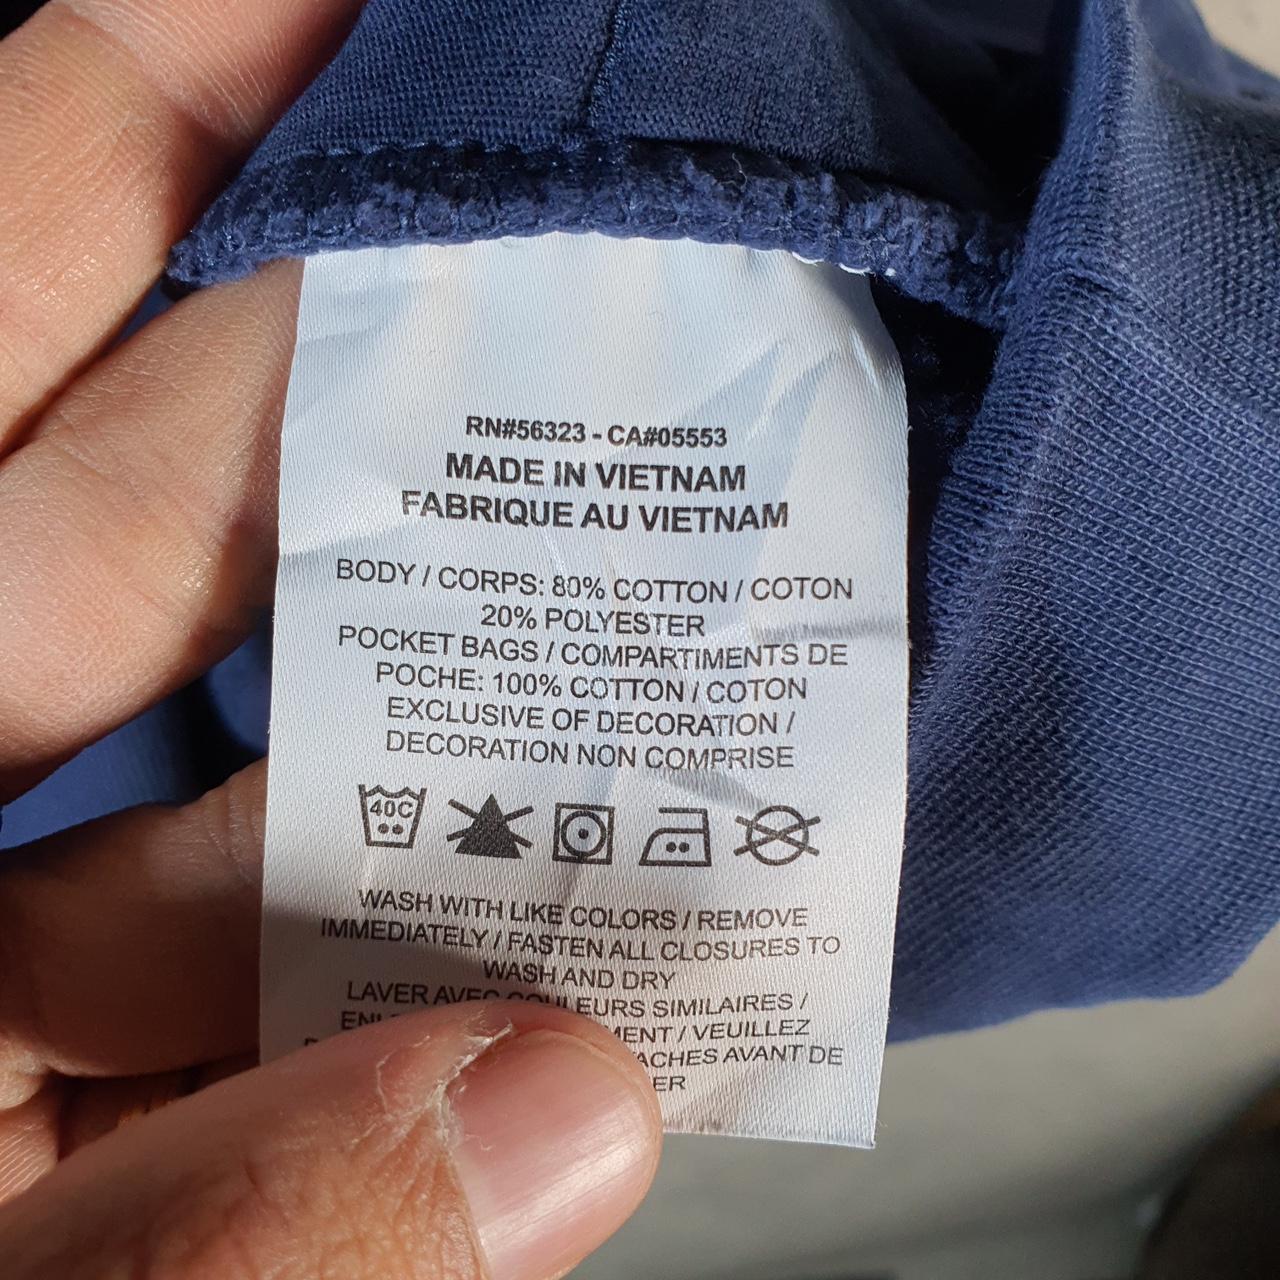 RN#56323 - CA#05553
MADE IN VIETNAM
FABRIQUE AU VIETNAM
BODY / CORPS: 80% COTTON / COTON
20% POLYESTER
POCKET BAGS / COMPARTIMENTS DE
POCHE: 100% COTTON / COTON
EXCLUSIVE OF DECORATION /
DECORATION NON COMPRISE
40C
WASH WITH LIKE COLORS / REMOVE
IMMEDIATELY / FASTEN ALL CLOSURES TO
WASH AND DRY
LAVER AVEC COULEURS SIMILAIRES /
/ VEUILLEZ
AVANT DE